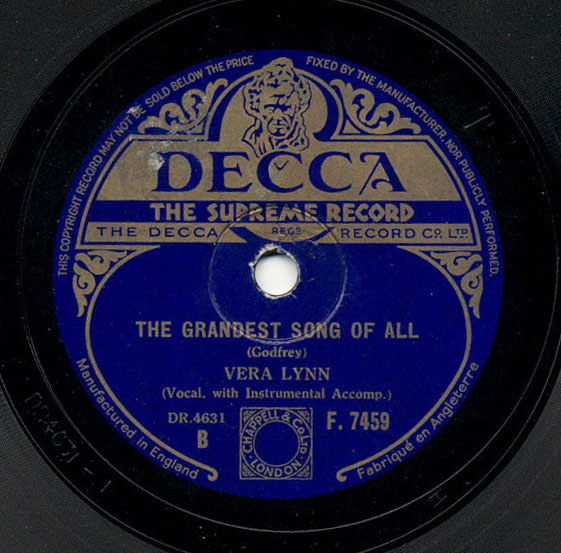 THIS COPYRIGHT RECORD MAY NOT BE SOLD BELOW THE PRICE FIXED BY THE MANUFACTURER, NOR PUBLICLY PERFORMED.
DECCA
THE SUPREME RECORD
THE DECCA REGD RECORD CO. LTD
THE GRANDEST SONG OF ALL
(Godfrey)
VERA LYNN
(Vocal, with Instrumental Accomp.)
DR.4631
B
F. 7459
CHAPPELL & Co Ltd
LONDON
Manufactured in England
Fabriqué en Angleterre